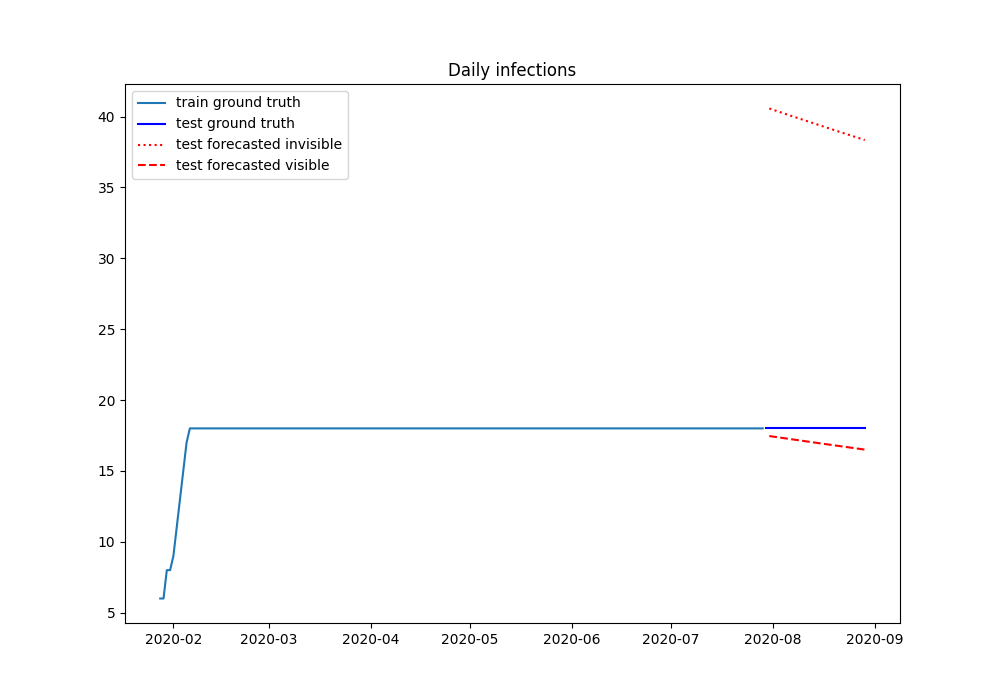 Daily infections
train ground truth
test ground truth
test forecasted invisible
test forecasted visible
40
35
30
25
20
15
10
5
2020-02 2020-03 2020-04 2020-05 2020-06 2020-07 2020-08 2020-09